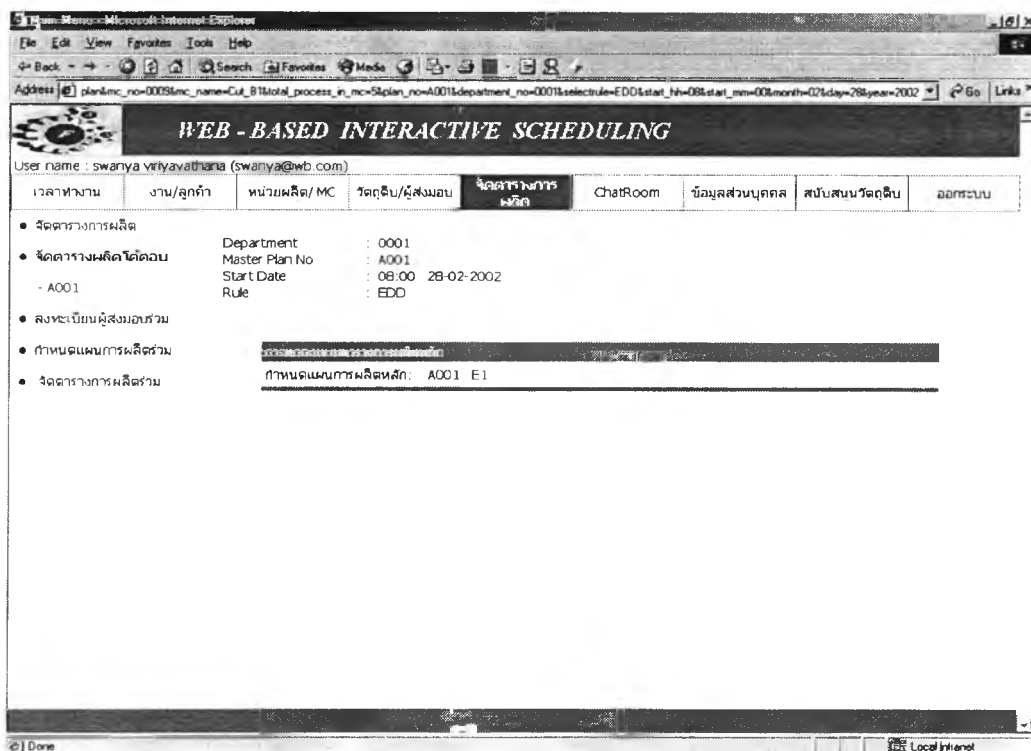 Main Menu - Microsoft Internet Explorer
File Edit View Favorites Tools Help
Back Search Favorites Media
Address plan&mc_no=0009&mc_name=Cut_B1&total_process_in_mc=5&plan_no=A001&department_no=0001&selectrule=EDD&start_hh=08&start_mm=00&month=02&day=28&year=2002 Go Links
WEB - BASED INTERACTIVE SCHEDULING
User name : swanya viriyavathana (swanya@wb.com)
เวลาทำงาน งาน/ลูกค้า หน่วยผลิต/ MC วัตถุดิบ/ผู้ส่งมอบ จัดตารางการผลิต ChatRoom ข้อมูลส่วนบุคคล สนับสนุนวัตถุดิบ ออกระบบ
• จัดตารางการผลิต
Department : 0001
• จัดตารางผลิตโต้ตอบ
Master Plan No : A001
Start Date : 08:00 28-02-2002
- A001
Rule : EDD
• ลงทะเบียนผู้ส่งมอบร่วม
• กำหนดแผนการผลิตร่วม
กำหนดแผนการผลิตหลัก: A001 E1
• จัดตารางการผลิตร่วม
Done Local intranet